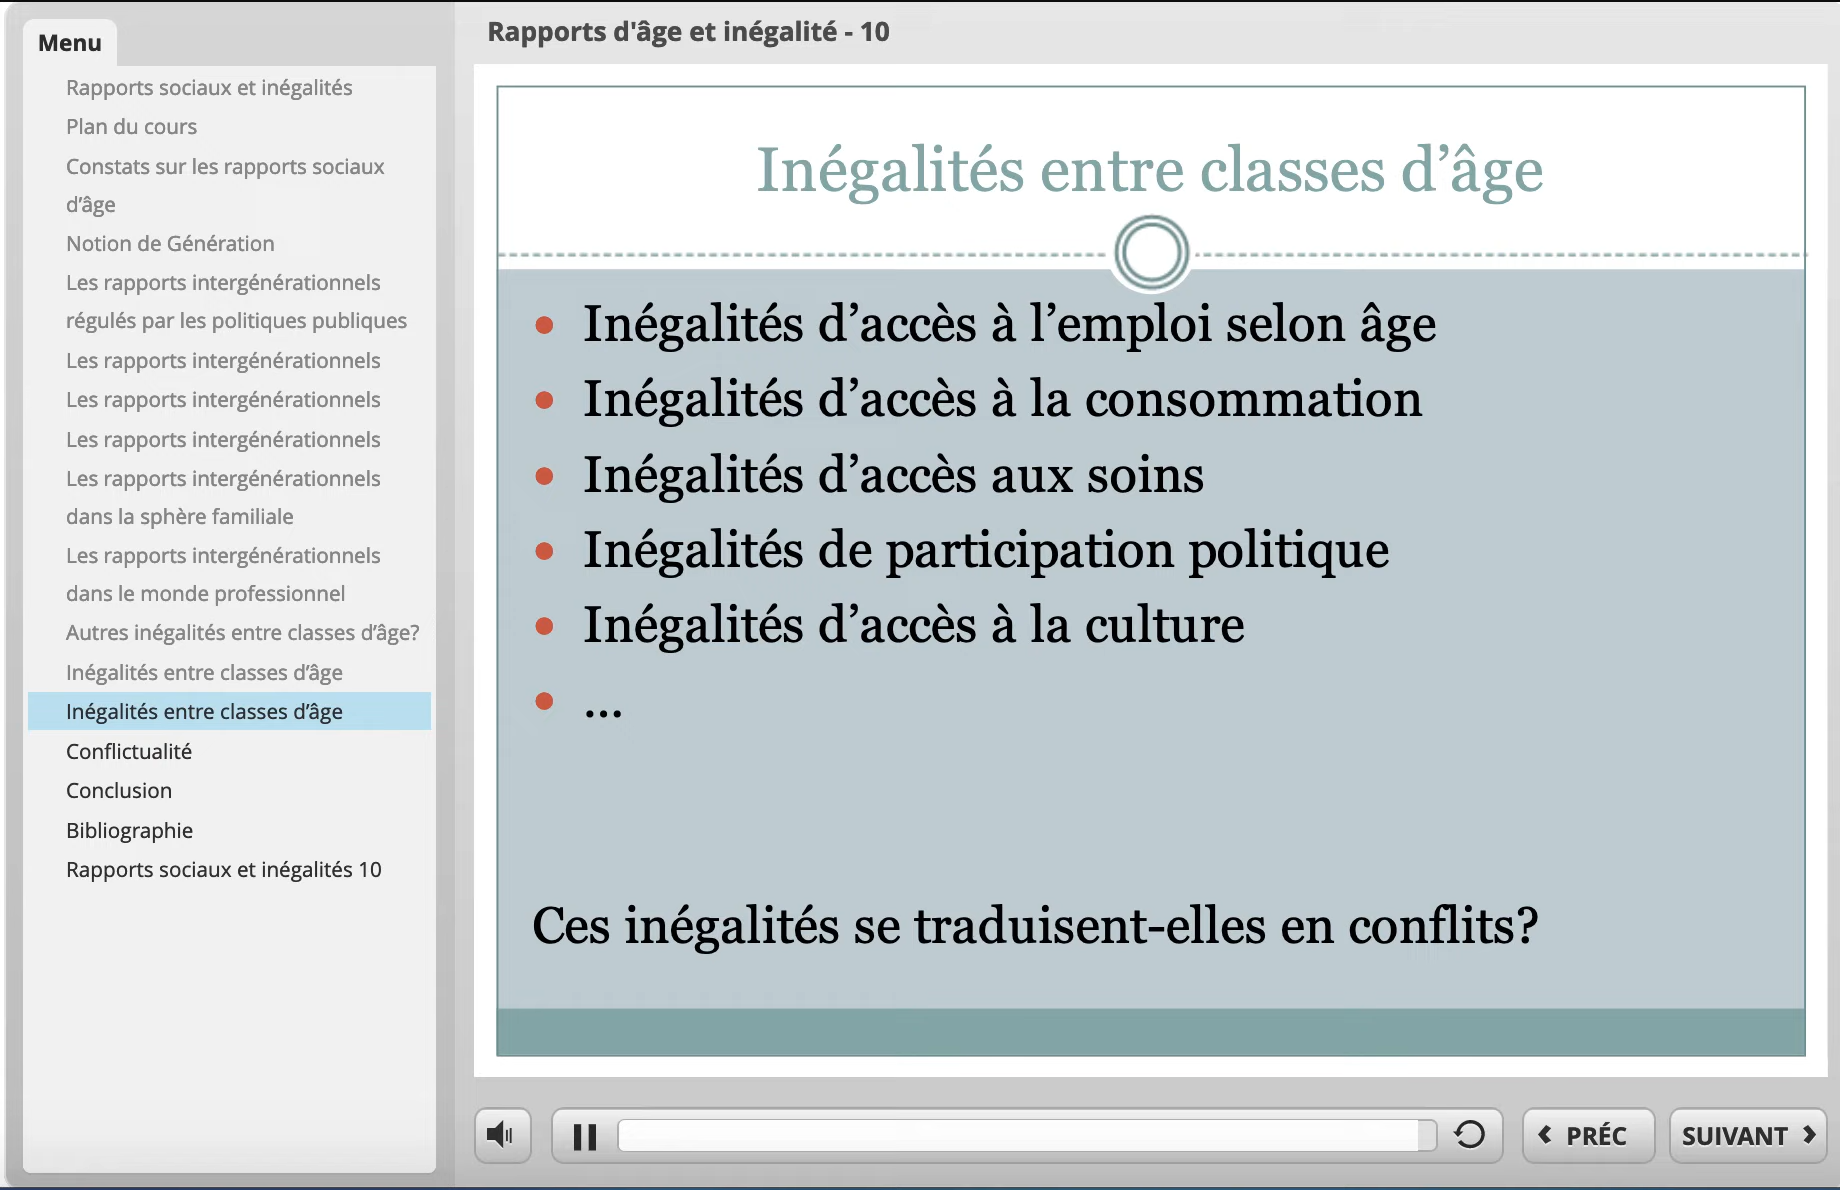 Menu
Rapports sociaux et inégalités
Plan du cours
Constats sur les rapports sociaux
d’âge
Notion de Génération
Les rapports intergénérationnels
régulés par les politiques publiques
Les rapports intergénérationnels
Les rapports intergénérationnels
Les rapports intergénérationnels
Les rapports intergénérationnels
dans la sphère familiale
Les rapports intergénérationnels
dans le monde professionnel
Autres inégalités entre classes d’âge?
Inégalités entre classes d’âge
Inégalités entre classes d’âge
Conflictualité
Conclusion
Bibliographie
Rapports sociaux et inégalités 10
Rapports d'âge et inégalité - 10
Inégalités entre classes d’âge
• Inégalités d’accès à l’emploi selon âge
• Inégalités d’accès à la consommation
• Inégalités d’accès aux soins
• Inégalités de participation politique
• Inégalités d’accès à la culture
• …
Ces inégalités se traduisent-elles en conflits?
PRÉC
SUIVANT